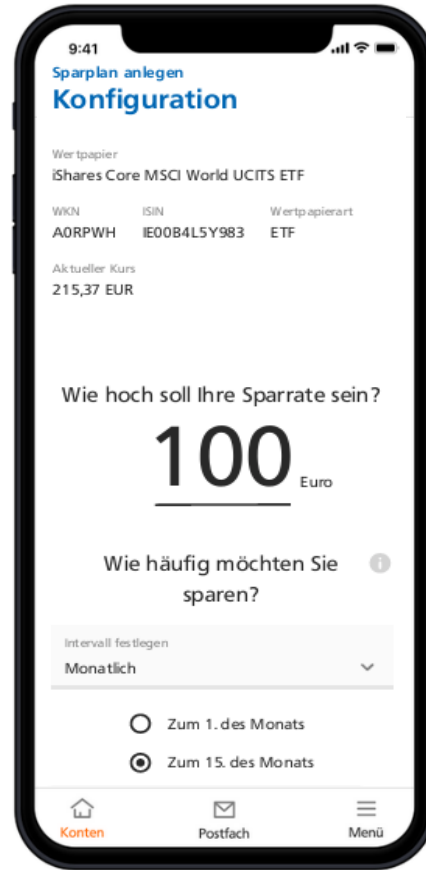 9:41
Sparplan anlegen
Konfiguration
Wertpapier
iShares Core MSCI World UCITS ETF
WKN ISIN Wertpapierart
A0RPWH IE00B4L5Y983 ETF
Aktueller Kurs
215,37 EUR
Wie hoch soll Ihre Sparrate sein?
100 Euro
Wie häufig möchten Sie
sparen?
Intervall festlegen
Monatlich
Zum 1. des Monats
Zum 15. des Monats
Konten Postfach Menü